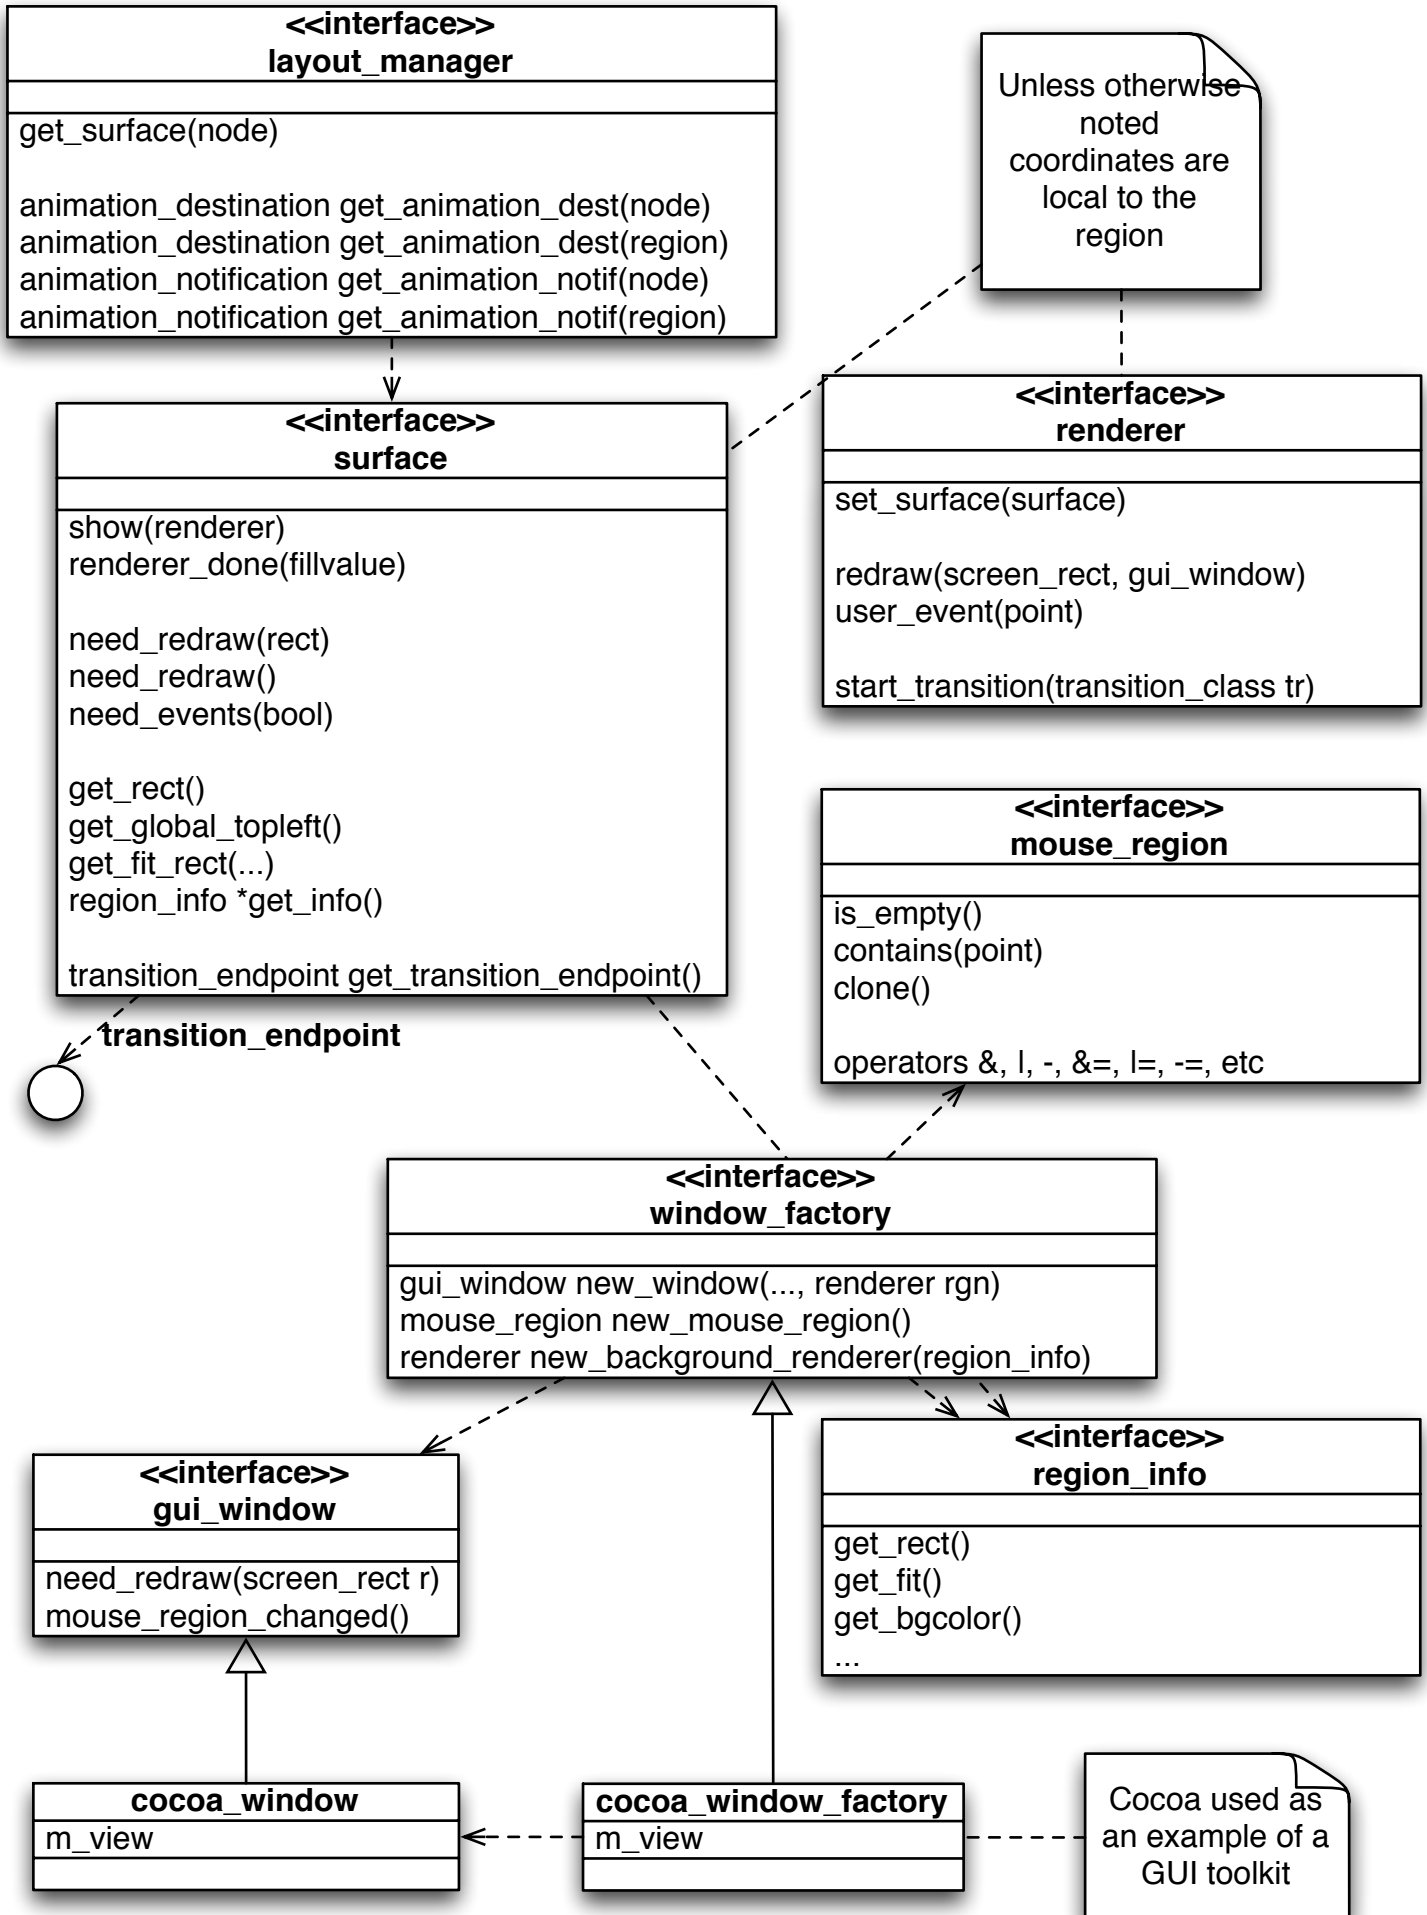 <<interface>>
layout_manager
get_surface(node)
animation_destination get_animation_dest(node)
animation_destination get_animation_dest(region)
animation_notification get_animation_notif(node)
animation_notification get_animation_notif(region)
Unless otherwise
noted
coordinates are
local to the
region
<<interface>>
surface
show(renderer)
renderer_done(fillvalue)
need_redraw(rect)
need_redraw()
need_events(bool)
get_rect()
get_global_topleft()
get_fit_rect(...)
region_info *get_info()
transition_endpoint get_transition_endpoint()
<<interface>>
renderer
set_surface(surface)
redraw(screen_rect, gui_window)
user_event(point)
start_transition(transition_class tr)
<<interface>>
mouse_region
is_empty()
contains(point)
clone()
operators &, |, -, &=, |=, -=, etc
transition_endpoint
<<interface>>
window_factory
gui_window new_window(..., renderer rgn)
mouse_region new_mouse_region()
renderer new_background_renderer(region_info)
<<interface>>
gui_window
need_redraw(screen_rect r)
mouse_region_changed()
<<interface>>
region_info
get_rect()
get_fit()
get_bgcolor()
...
cocoa_window
m_view
cocoa_window_factory
m_view
Cocoa used as
an example of a
GUI toolkit